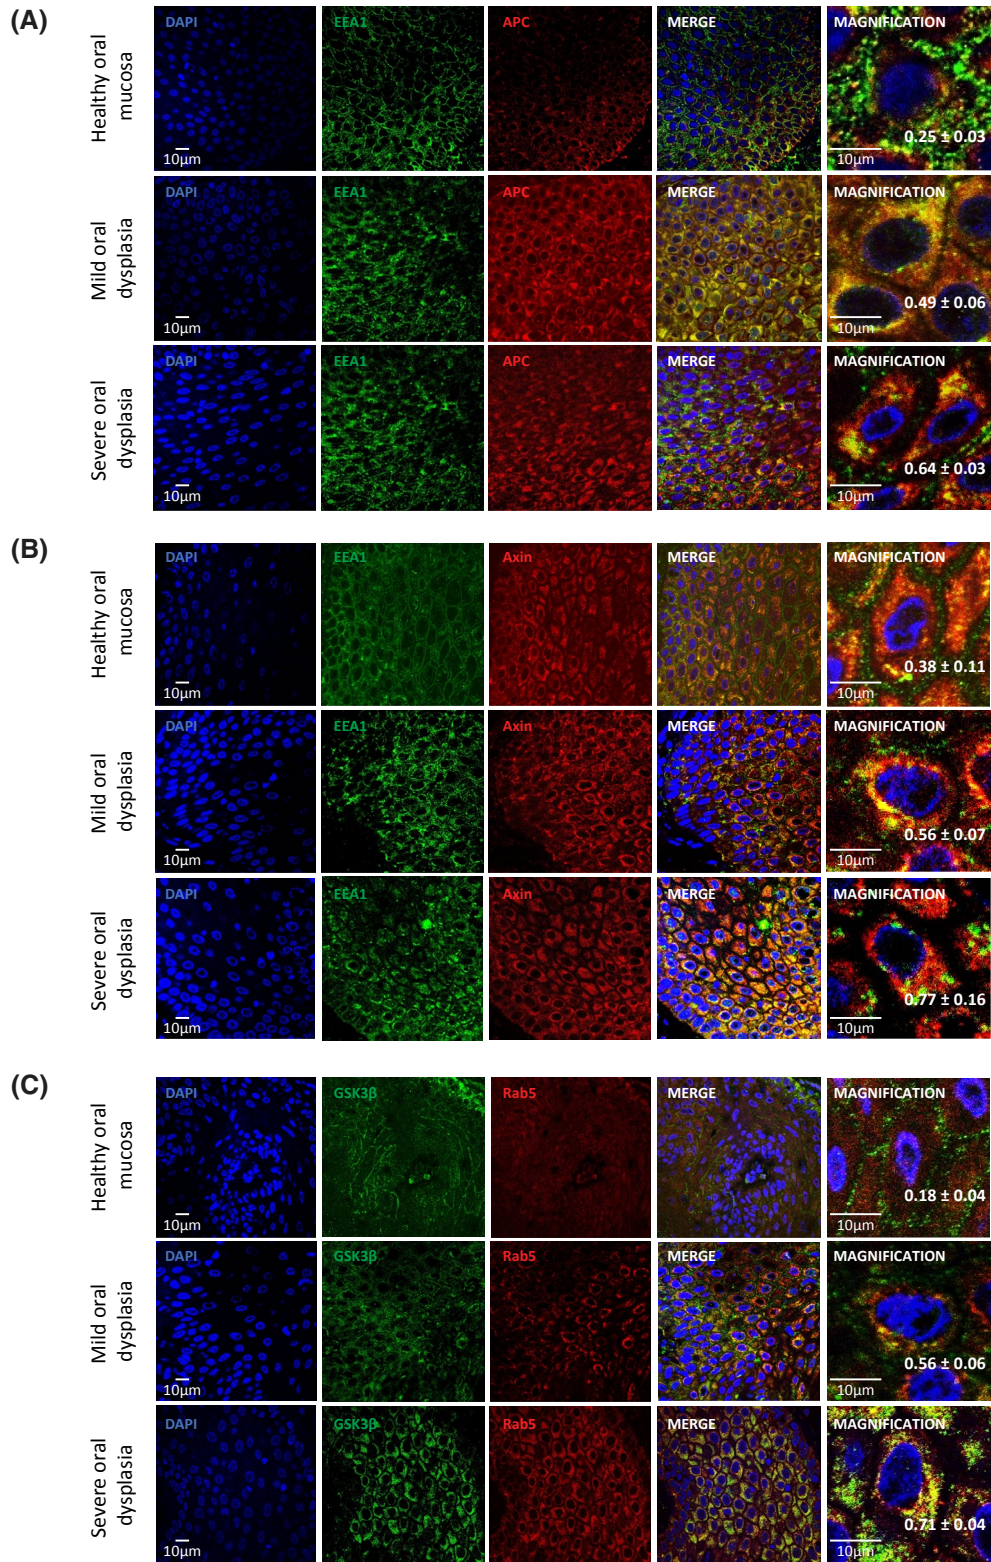 (A)
Healthy oral
mucosa
DAPI
EEA1
APC
MERGE
MAGNIFICATION
10µm
0.25 ± 0.03
10µm
Mild oral
dysplasia
DAPI
EEA1
APC
MERGE
MAGNIFICATION
10µm
0.49 ± 0.06
10µm
Severe oral
dysplasia
DAPI
EEA1
APC
MERGE
MAGNIFICATION
10µm
0.64 ± 0.03
10µm
(B)
Healthy oral
mucosa
DAPI
EEA1
Axin
MERGE
MAGNIFICATION
10µm
0.38 ± 0.11
10µm
Mild oral
dysplasia
DAPI
EEA1
Axin
MERGE
MAGNIFICATION
10µm
0.56 ± 0.07
10µm
Severe oral
dysplasia
DAPI
EEA1
Axin
MERGE
MAGNIFICATION
10µm
0.77 ± 0.16
10µm
(C)
Healthy oral
mucosa
DAPI
GSK3β
Rab5
MERGE
MAGNIFICATION
10µm
0.18 ± 0.04
10µm
Mild oral
dysplasia
DAPI
GSK3β
Rab5
MERGE
MAGNIFICATION
10µm
0.56 ± 0.06
10µm
Severe oral
dysplasia
DAPI
GSK3β
Rab5
MERGE
MAGNIFICATION
10µm
0.71 ± 0.04
10µm